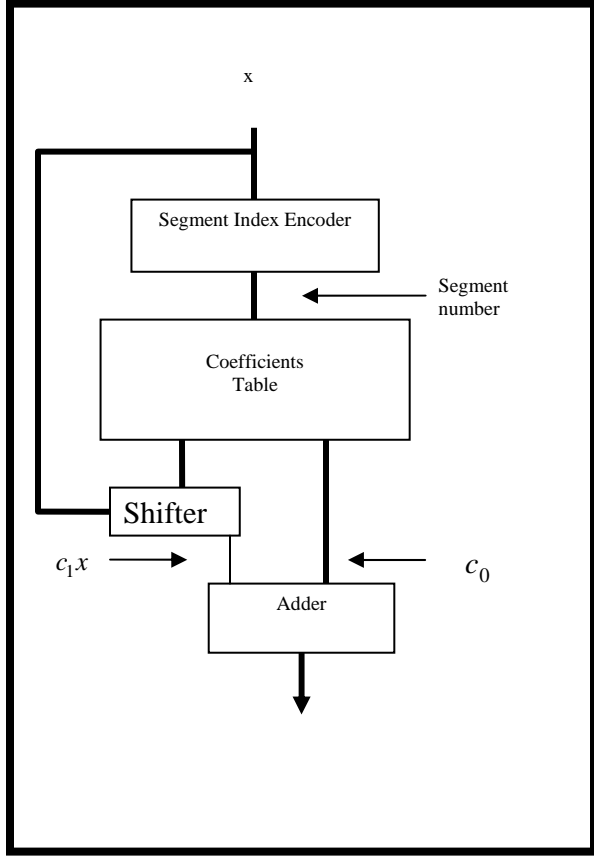 x
Segment Index Encoder
Segment
number
Coefficients
Table
Shifter
c₁x
c₀
Adder